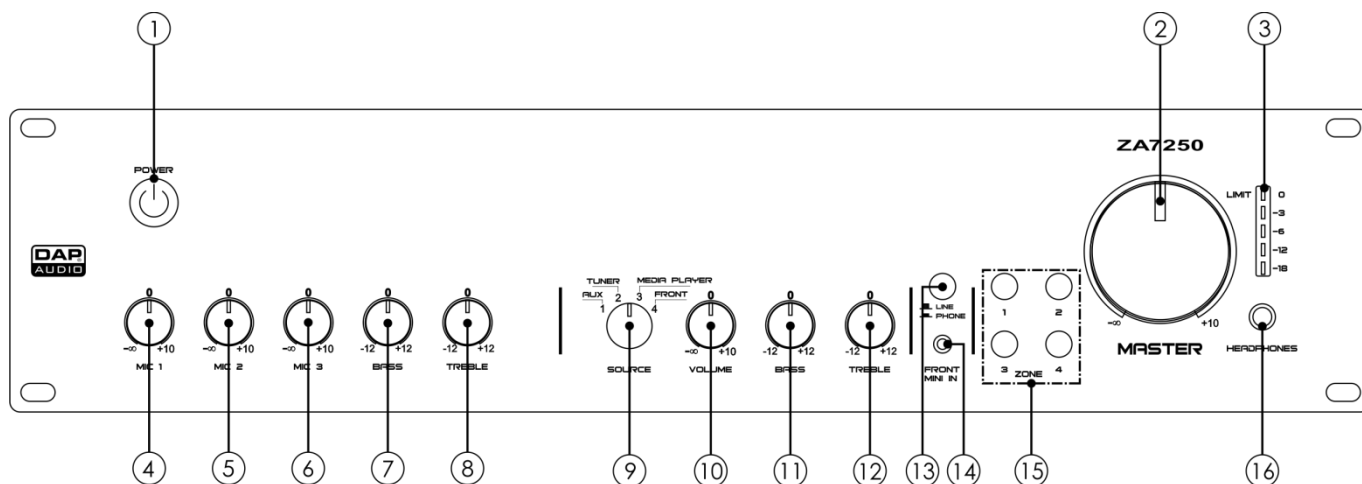 1 2 3
ZA7250
POWER
LIMIT 0
-3
-6
-12
-18
DAP®
AUDIO
TUNER MEDIA PLAYER
AUX 2 3 FRONT
1 4
0 0 0 0 0 0 0 0
LINE
PHONE
1 2
-∞ +10 -∞ +10 -∞ +10 -12 +12 -12 +12 -∞ +10 -12 +12 -12 +12 -∞ +10
MIC 1 MIC 2 MIC 3 BASS TREBLE SOURCE VOLUME BASS TREBLE
FRONT
MINI IN
3 ZONE 4
MASTER HEADPHONES
4 5 6 7 8 9 10 11 12 13 14 15 16